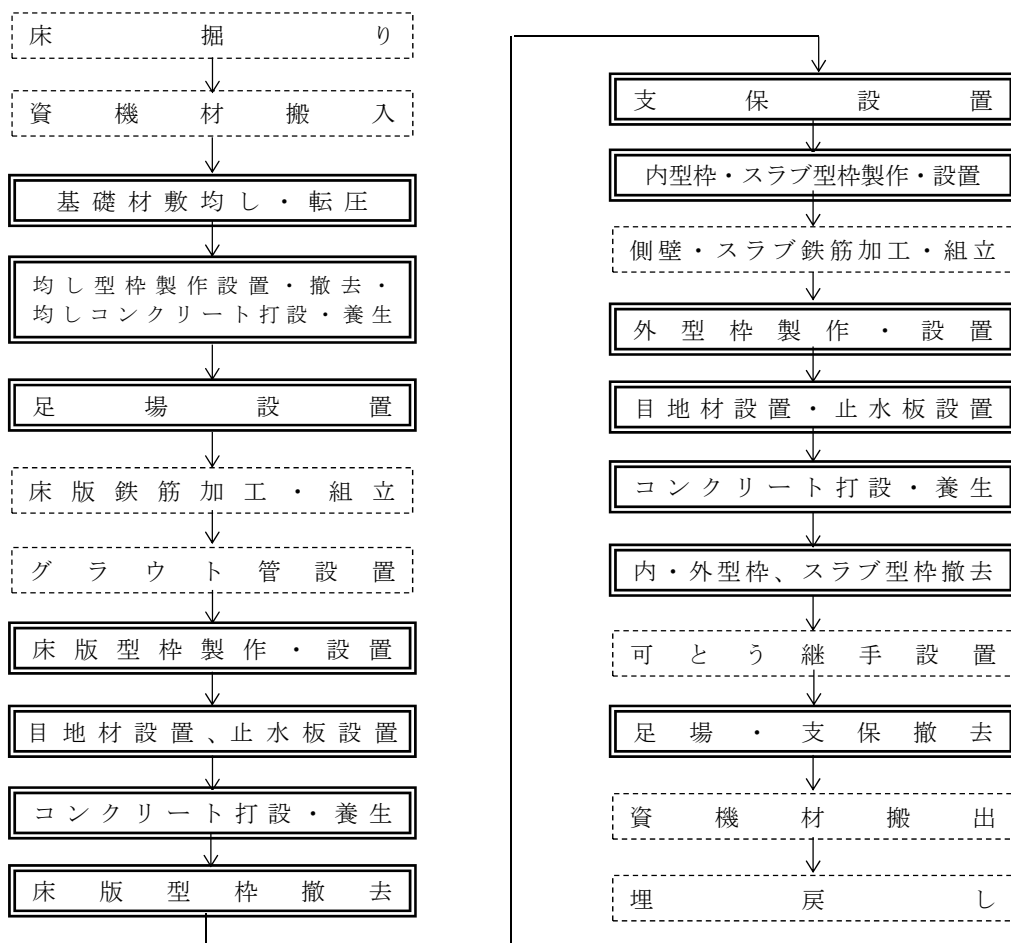 床掘り
資機材搬入
基礎材敷均し・転圧
均し型枠製作設置・撤去・
均しコンクリート打設・養生
足場設置
床版鉄筋加工・組立
グラウト管設置
床版型枠製作・設置
目地材設置、止水板設置
コンクリート打設・養生
床版型枠撤去
支保設置
内型枠・スラブ型枠製作・設置
側壁・スラブ鉄筋加工・組立
外型枠製作・設置
目地材設置・止水板設置
コンクリート打設・養生
内・外型枠、スラブ型枠撤去
可とう継手設置
足場・支保撤去
資機材搬出
埋戻し